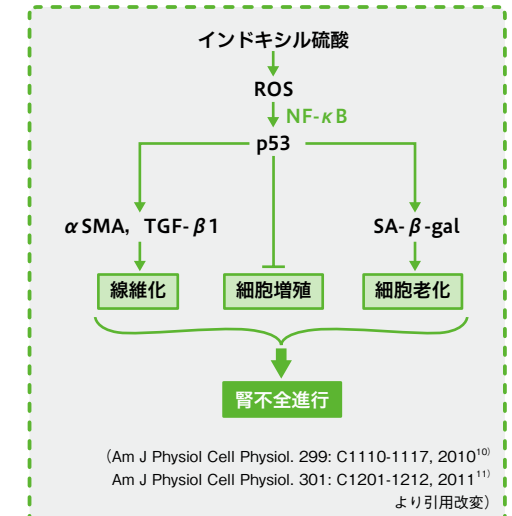 インドキシル硫酸
ROS
NF-κB
p53
αSMA, TGF-β1
SA-β-gal
線維化
細胞増殖
細胞老化
腎不全進行
（Am J Physiol Cell Physiol. 299: C1110-1117, 2010¹⁰⁾
Am J Physiol Cell Physiol. 301: C1201-1212, 2011¹¹⁾
より引用改変）